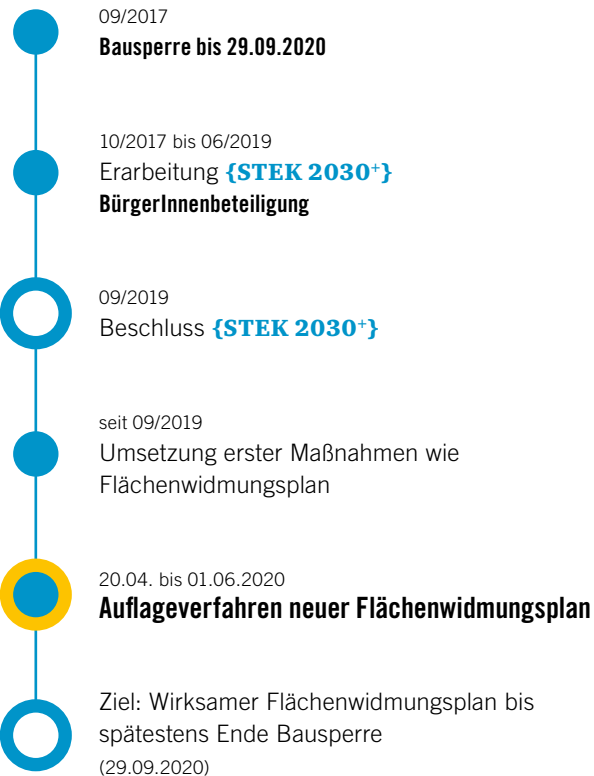 09/2017
Bausperre bis 29.09.2020
10/2017 bis 06/2019
Erarbeitung {STEK 2030⁺}
BürgerInnenbeteiligung
09/2019
Beschluss {STEK 2030⁺}
seit 09/2019
Umsetzung erster Maßnahmen wie
Flächenwidmungsplan
20.04. bis 01.06.2020
Auflageverfahren neuer Flächenwidmungsplan
Ziel: Wirksamer Flächenwidmungsplan bis
spätestens Ende Bausperre
(29.09.2020)